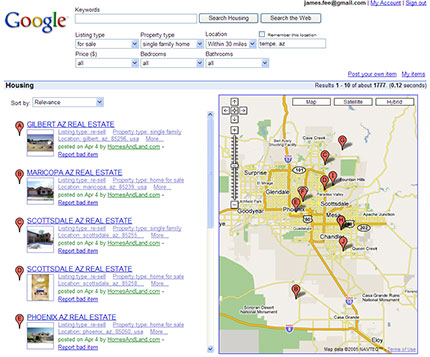 james.fee@gmail.com | My Account | Sign out
Google
Keywords
Search Housing
Search the Web
Listing type
Property type
Location
Remember this location
for sale
single family home
Within 30 miles
tempe, az
Price ($)
Bedrooms
Bathrooms
all
all
all
Post your own item
My items
Housing
Results 1 - 10 of about 1777. (0.12 seconds)
Sort by: Relevance
A
GILBERT AZ REAL ESTATE
Listing type: re-sell Property type: single family
Location: gilbert, az, 85296, usa More...
posted on Apr 4 by HomesAndLand.com
Report bad item
B
MARICOPA AZ REAL ESTATE
Listing type: re-sell Property type: home for sale
Location: maricopa, az, 85239, usa More...
posted on Apr 4 by HomesAndLand.com
Report bad item
C
SCOTTSDALE AZ REAL ESTATE
Listing type: re-sell Property type: single family
Location: scottsdale, az, 85255, More...
posted on Apr 4 by HomesAndLand.com
Report bad item
D
SCOTTSDALE AZ REAL ESTATE
Listing type: re-sell Property type: home for sale
Location: scottsdale, az, 85258, More...
posted on Apr 4 by HomesAndLand.com
Report bad item
E
PHOENIX AZ REAL ESTATE
Listing type: re-sell Property type: home for sale
Location: phoenix, az, 85050, usa More...
posted on Apr 4 by HomesAndLand.com
Report bad item
Map
Satellite
Hybrid
Cave Creek
Surprise
Fountain Hills
Paradise Valley
Glendale
Scottsdale
Goodyear
Phoenix
Mesa
Apache Junction
Chandler
Queen Creek
Sonoran Desert
National Monument
Casa Grande
Casa Grande Ruins
National Monument
Eloy
Map data ©2005 NAVTEQ™ - Terms of Use